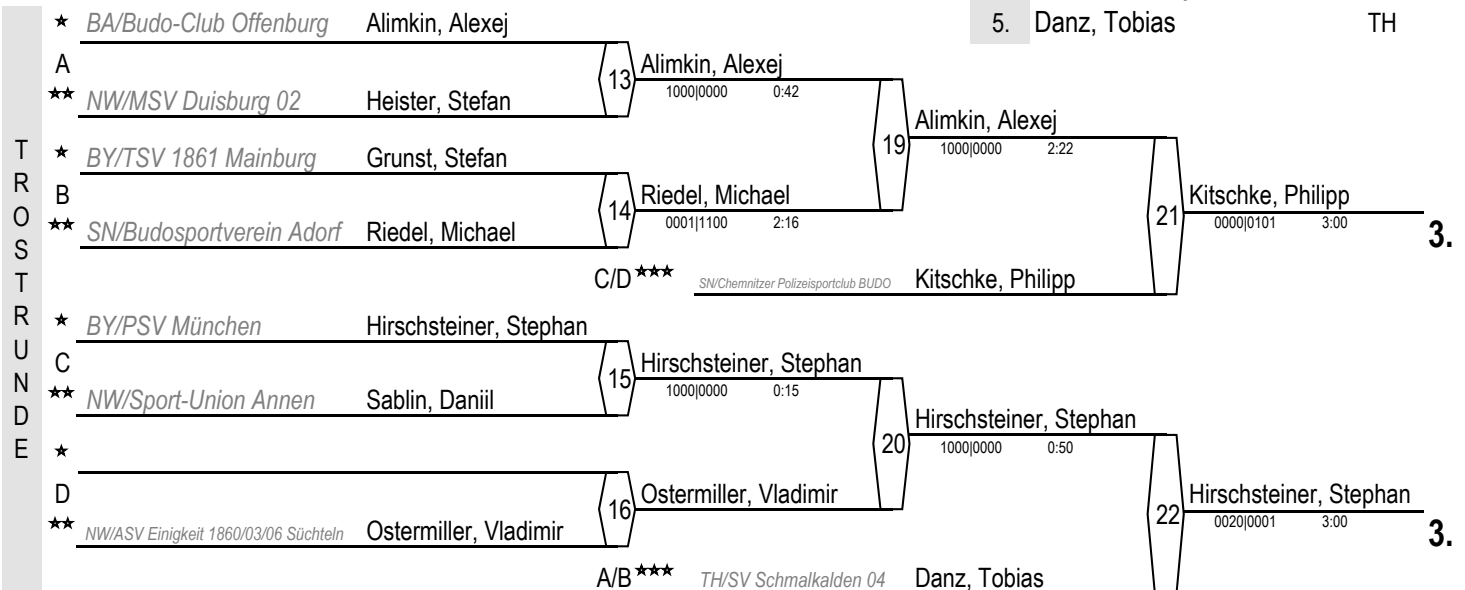 ★ BA/Budo-Club Offenburg Alimkin, Alexej
5. Danz, Tobias TH
A
13 Alimkin, Alexej
1000|0000 0:42
★★ NW/MSV Duisburg 02 Heister, Stefan
19 Alimkin, Alexej
1000|0000 2:22
TROSTRUNDE
★ BY/TSV 1861 Mainburg Grunst, Stefan
B
14 Riedel, Michael
0001|1100 2:16
21 Kitschke, Philipp
0000|0101 3:00
3.
★★ SN/Budosportverein Adorf Riedel, Michael
C/D ★★★ SN/Chemnitzer Polizeisportclub BUDO Kitschke, Philipp
★ BY/PSV München Hirschsteiner, Stephan
C
15 Hirschsteiner, Stephan
1000|0000 0:15
★★ NW/Sport-Union Annen Sablin, Daniil
20 Hirschsteiner, Stephan
1000|0000 0:50
★
D
16 Ostermiller, Vladimir
22 Hirschsteiner, Stephan
0020|0001 3:00
3.
★★ NW/ASV Einigkeit 1860/03/06 Süchteln Ostermiller, Vladimir
A/B ★★★ TH/SV Schmalkalden 04 Danz, Tobias